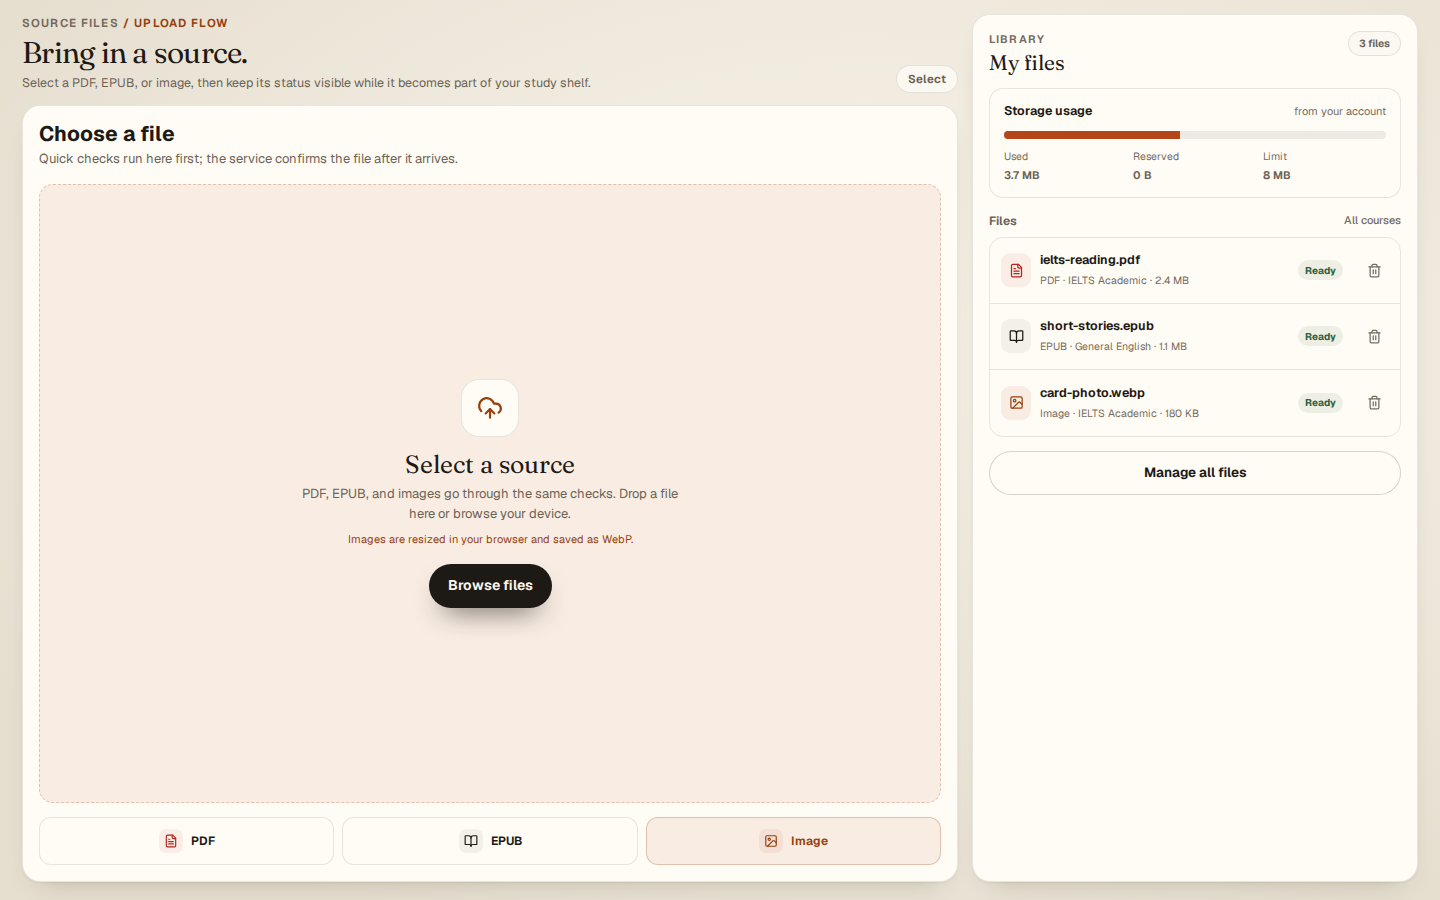 SOURCE FILES / UPLOAD FLOW
Bring in a source.
Select a PDF, EPUB, or image, then keep its status visible while it becomes part of your study shelf.
Select
Choose a file
Quick checks run here first; the service confirms the file after it arrives.
Select a source
PDF, EPUB, and images go through the same checks. Drop a file
here or browse your device.
Images are resized in your browser and saved as WebP.
Browse files
PDF
EPUB
Image
LIBRARY
My files
3 files
Storage usage
from your account
Used
Reserved
Limit
3.7 MB
0 B
8 MB
Files
All courses
ielts-reading.pdf
PDF · IELTS Academic · 2.4 MB
Ready
short-stories.epub
EPUB · General English · 1.1 MB
Ready
card-photo.webp
Image · IELTS Academic · 180 KB
Ready
Manage all files